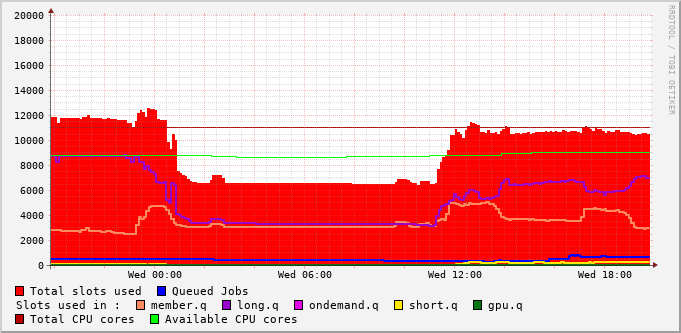 20000
18000
16000
14000
12000
10000
8000
6000
4000
2000
0
Wed 00:00 Wed 06:00 Wed 12:00 Wed 18:00
RRDTOOL / TOBI OETIKER
Total slots used Queued Jobs
Slots used in : member.q long.q ondemand.q short.q gpu.q
Total CPU cores Available CPU cores